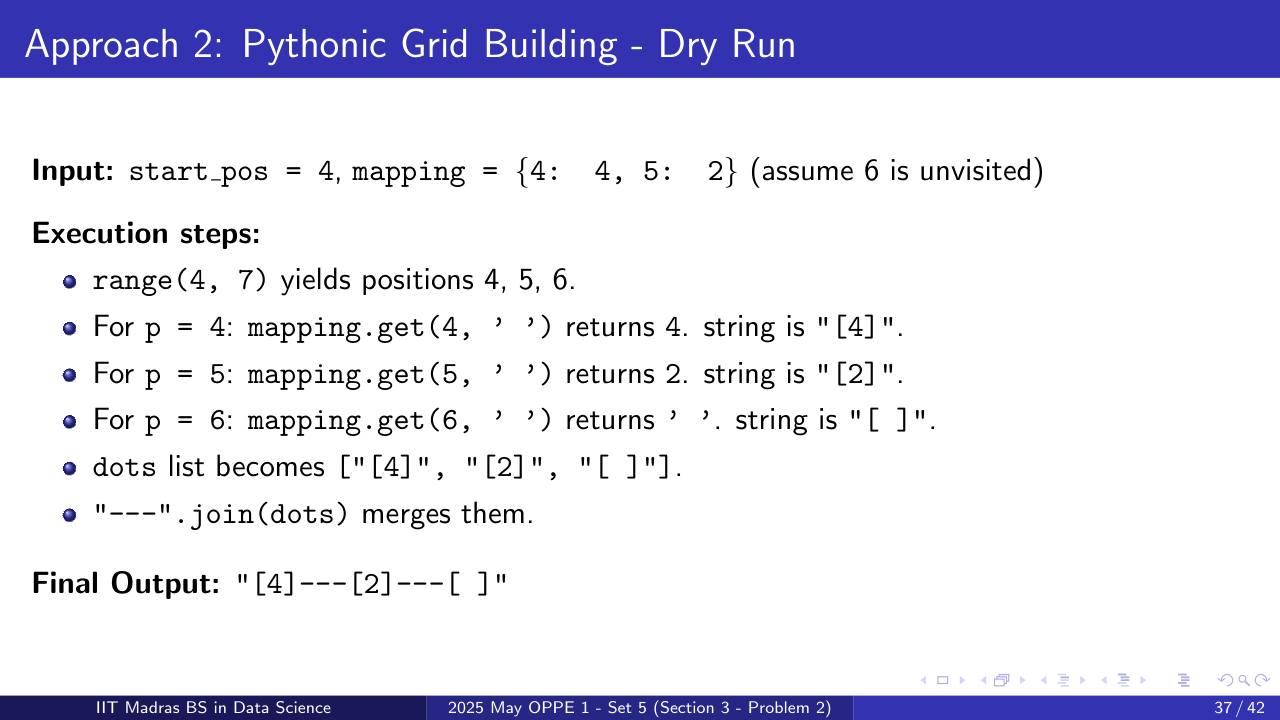 Approach 2: Pythonic Grid Building - Dry Run
Input: start_pos = 4, mapping = {4: 4, 5: 2} (assume 6 is unvisited)
Execution steps:
range(4, 7) yields positions 4, 5, 6.
For p = 4: mapping.get(4, ’ ’) returns 4. string is "[4]".
For p = 5: mapping.get(5, ’ ’) returns 2. string is "[2]".
For p = 6: mapping.get(6, ’ ’) returns ’ ’. string is "[ ]".
dots list becomes ["[4]", "[2]", "[ ]"].
"---".join(dots) merges them.
Final Output: "[4]---[2]---[ ]"
IIT Madras BS in Data Science 2025 May OPPE 1 - Set 5 (Section 3 - Problem 2) 37 / 42